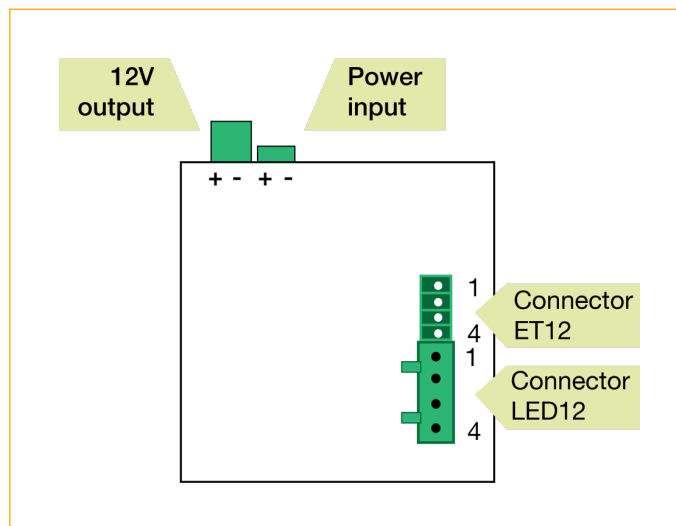 12V
output
Power
input
+ - + -
1
Connector
ET12
4
1
Connector
LED12
4